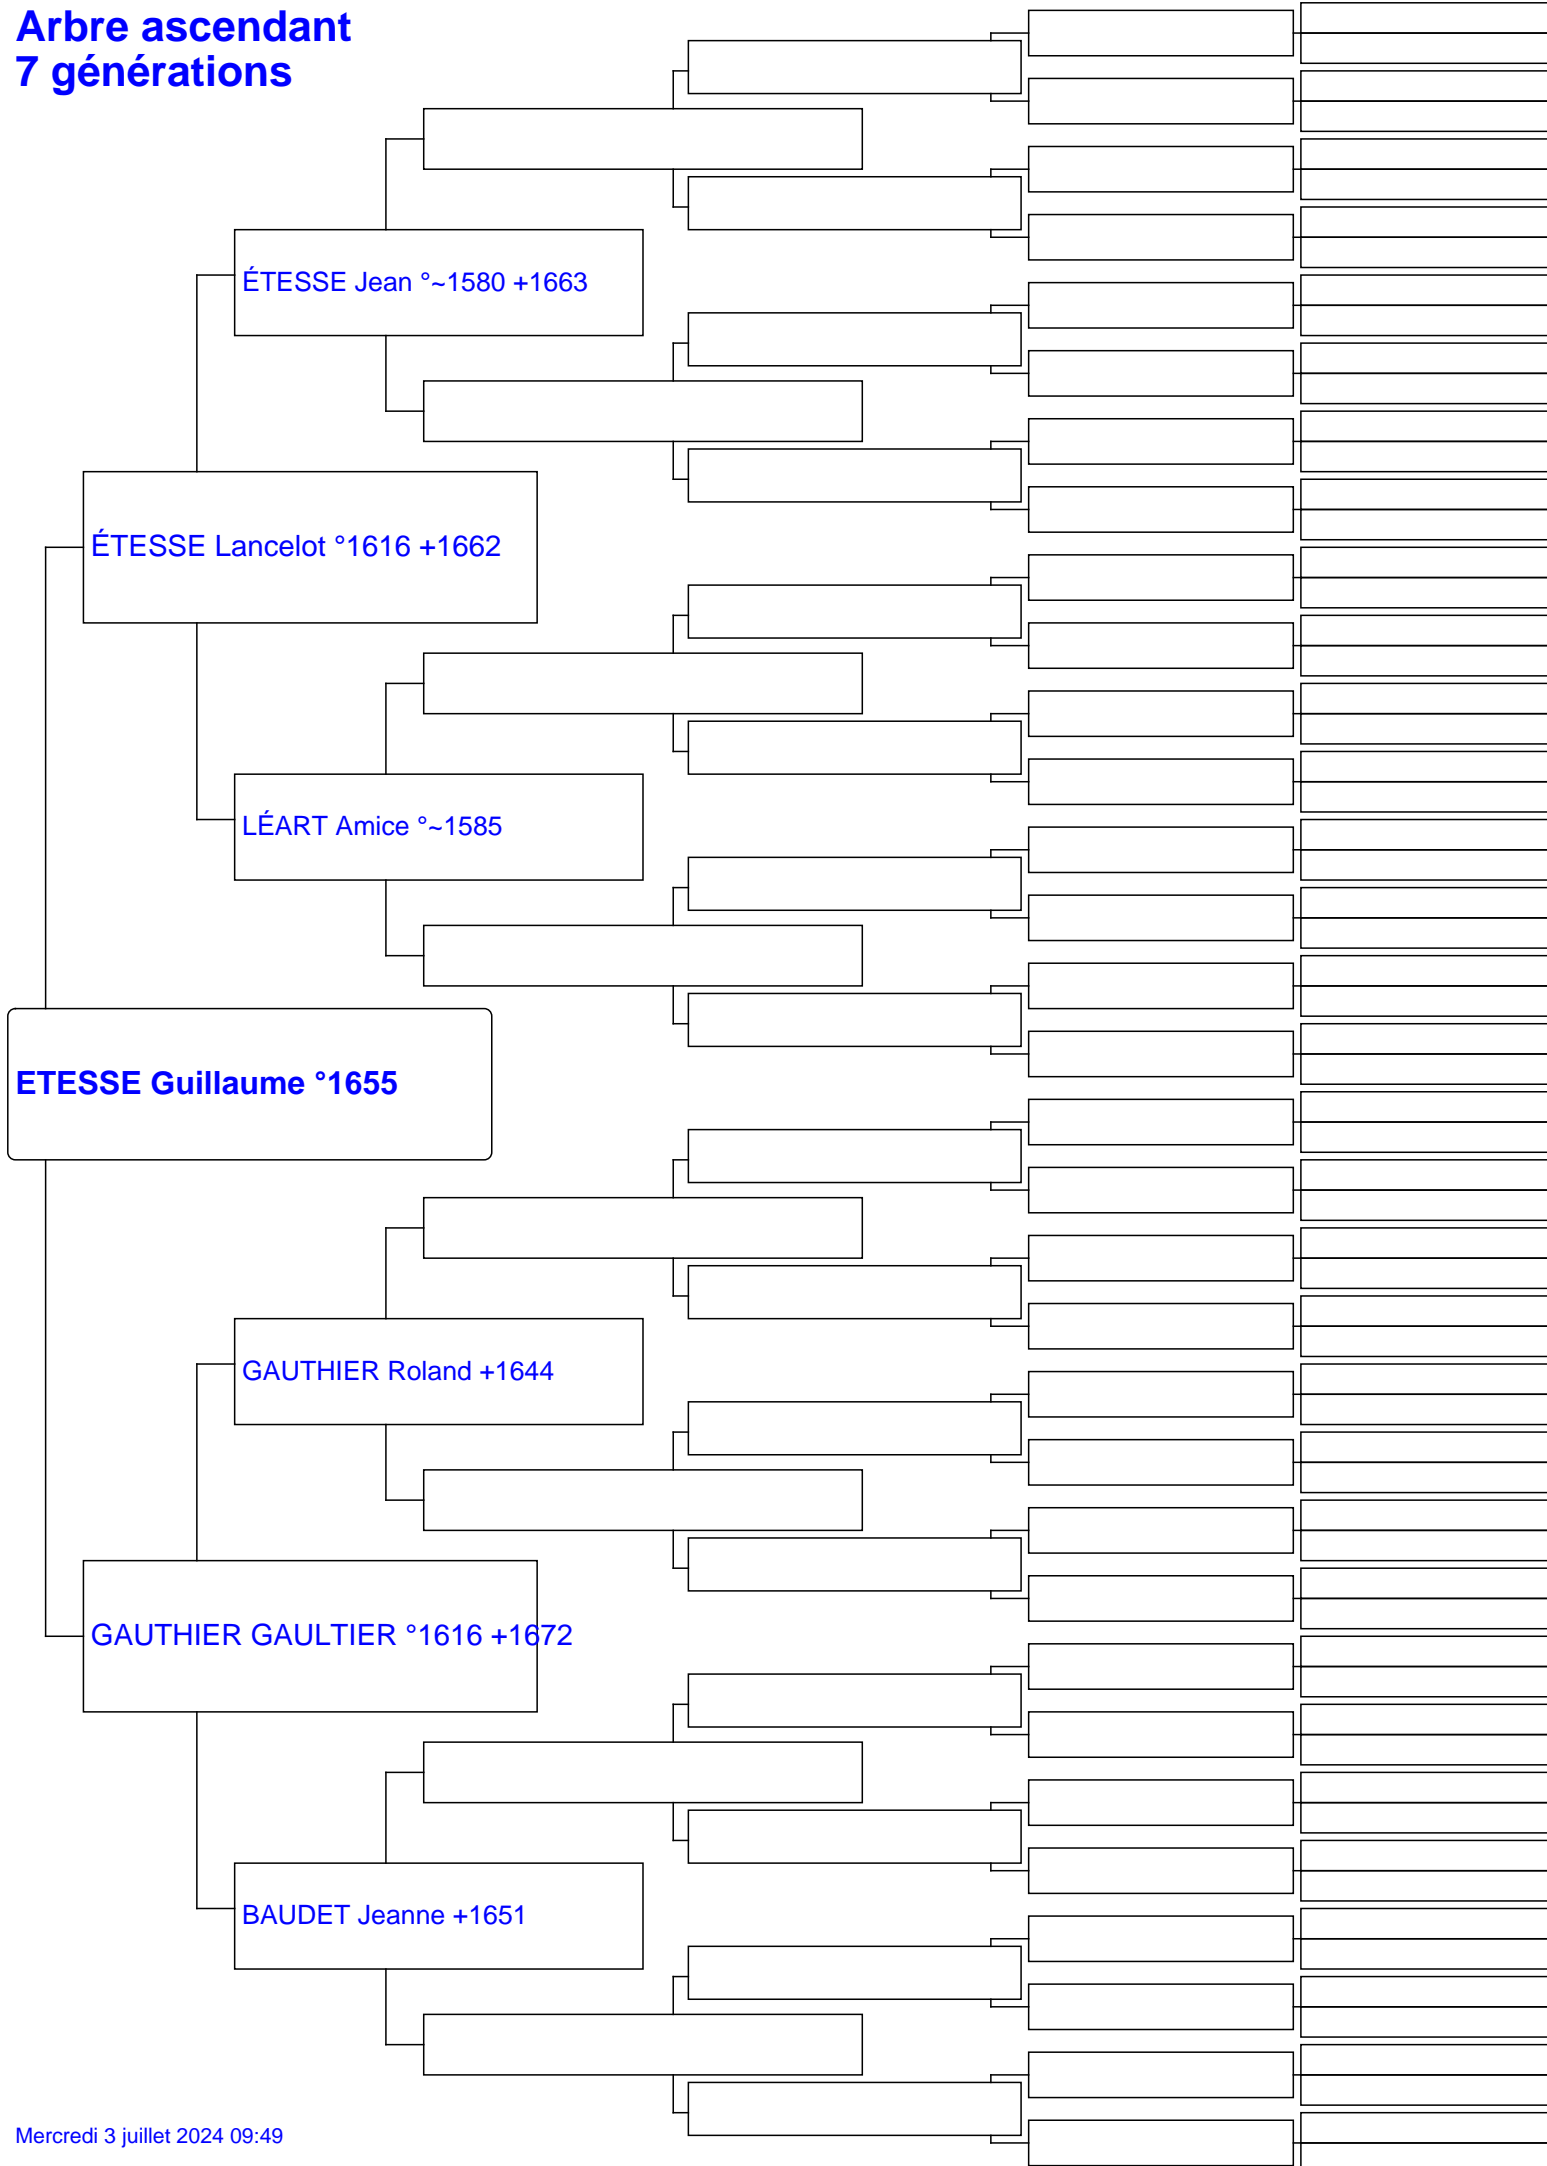 Arbre ascendant
7 générations
ÉTESSE Jean °~1580 +1663
ÉTESSE Lancelot °1616 +1662
LÉART Amice °~1585
ETESSE Guillaume °1655
GAUTHIER Roland +1644
GAUTHIER GAULTIER °1616 +1672
BAUDET Jeanne +1651
Mercredi 3 juillet 2024 09:49